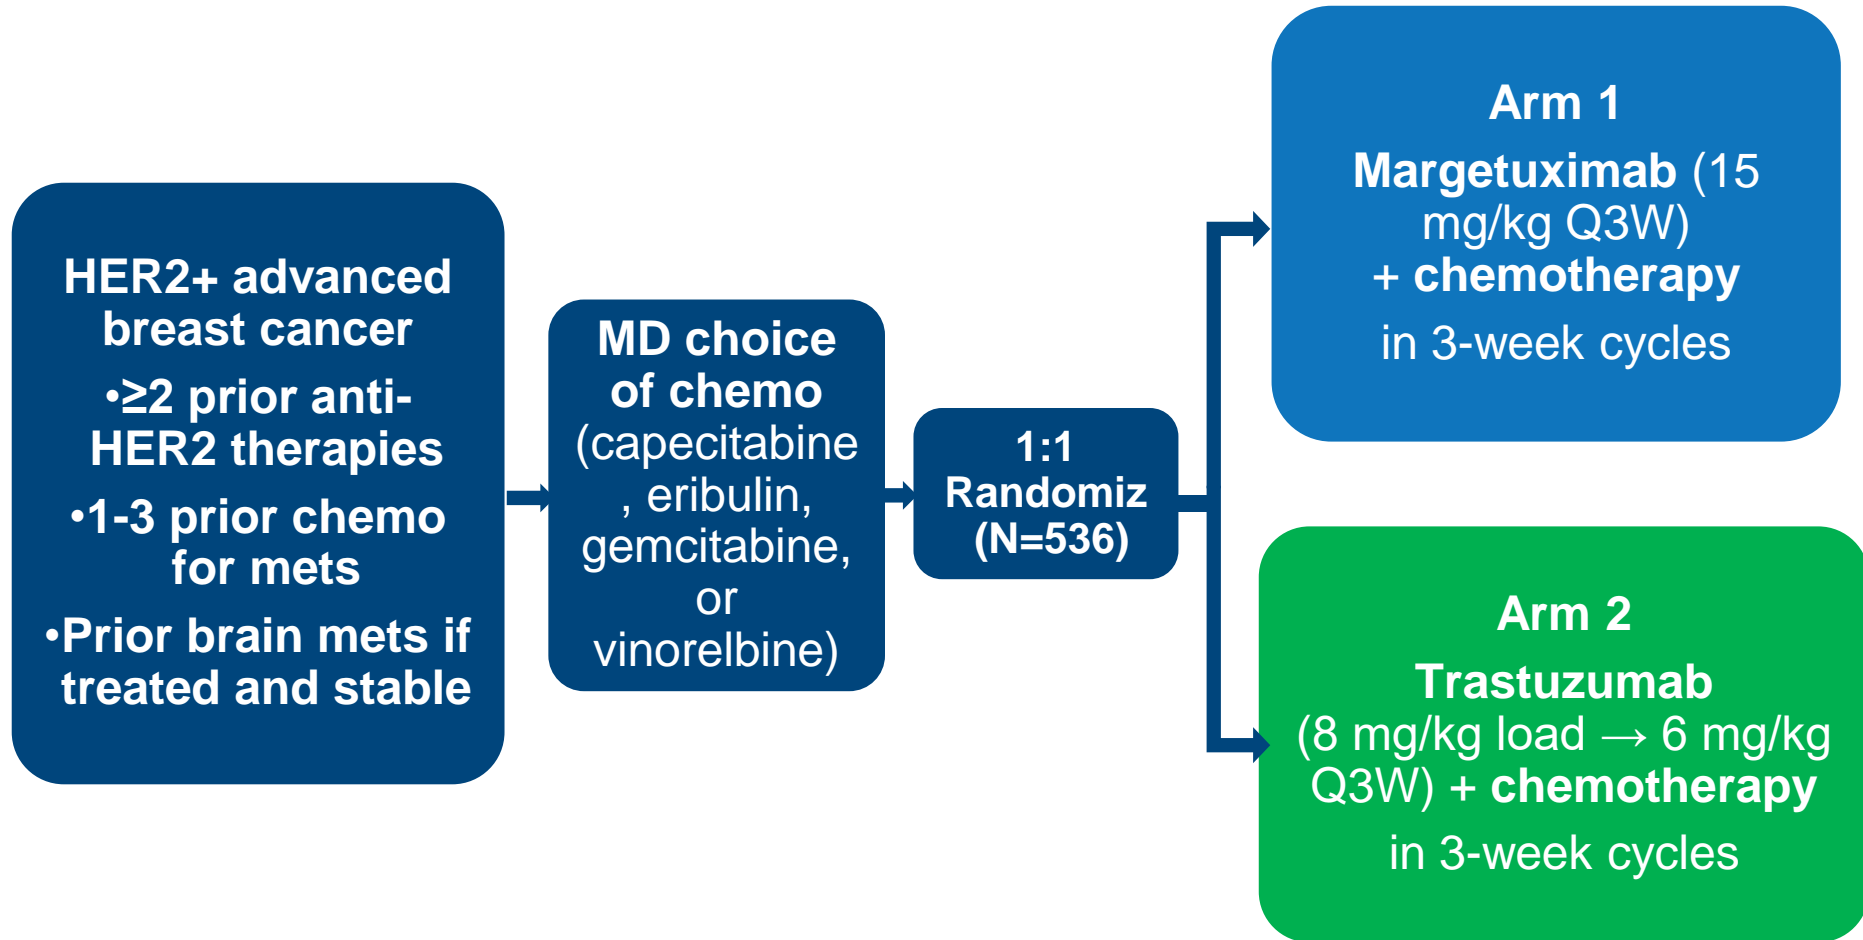 HER2+ advanced
breast cancer
•≥2 prior anti-
HER2 therapies
•1-3 prior chemo
for mets
•Prior brain mets if
treated and stable
MD choice
of chemo
(capecitabine
, eribulin,
gemcitabine,
or
vinorelbine)
1:1
Randomiz
(N=536)
Arm 1
Margetuximab (15
mg/kg Q3W)
+ chemotherapy
in 3-week cycles
Arm 2
Trastuzumab
(8 mg/kg load → 6 mg/kg
Q3W) + chemotherapy
in 3-week cycles